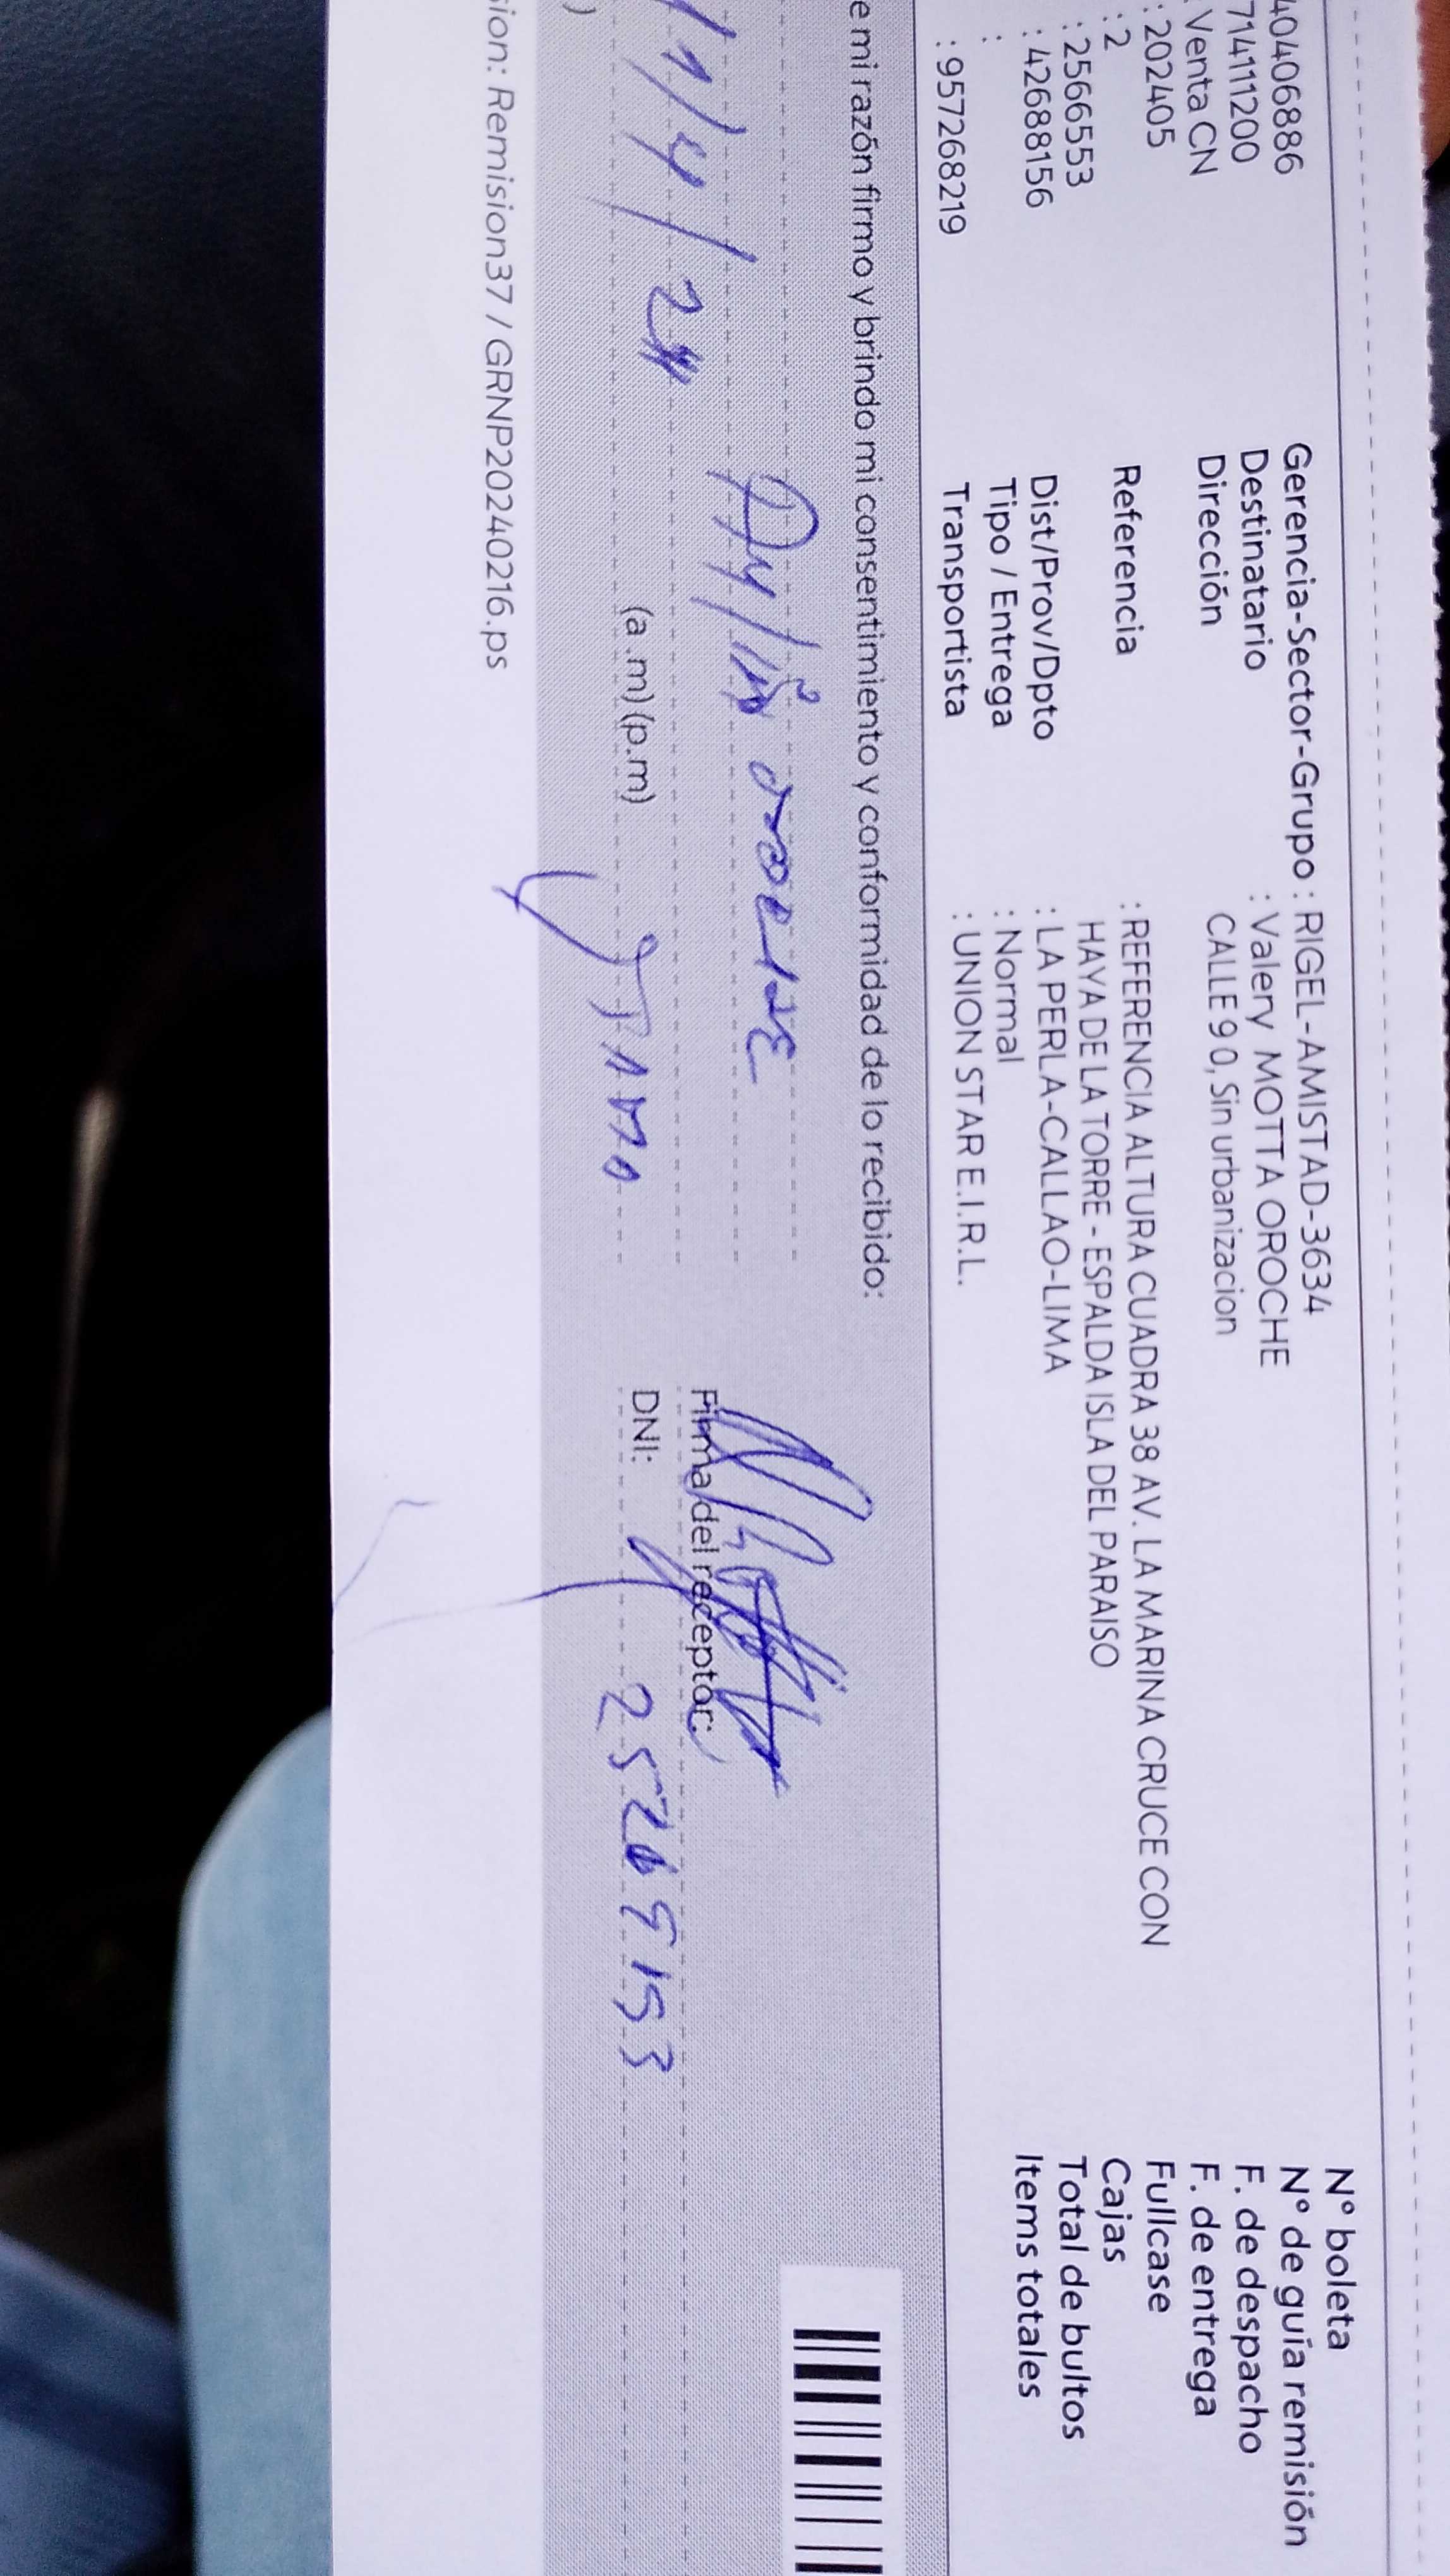 40406886 Gerencia-Sector-Grupo : RIGEL-AMISTAD-3634 N° boleta
714111200 Destinatario : Valery MOTTA OROCHE N° de guía remisión
Venta CN Dirección CALLE 9 0, Sin urbanizacion F. de despacho
: 202405 F. de entrega
: 2 Referencia : REFERENCIA ALTURA CUADRA 38 AV. LA MARINA CRUCE CON Fullcase
: 2566553 HAYA DE LA TORRE - ESPALDA ISLA DEL PARAISO Cajas
: 42688156 Dist/Prov/Dpto : LA PERLA-CALLAO-LIMA Total de bultos
: Tipo / Entrega : Normal Items totales
: 957268219 Transportista : UNION STAR E.I.R.L.
e mi razón firmo y brindo mi consentimiento y conformidad de lo recibido:
Firma del receptor:
1/4/24 (a.m) (p.m) DNI:
)
sion: Remision37 / GRNP20240216.ps